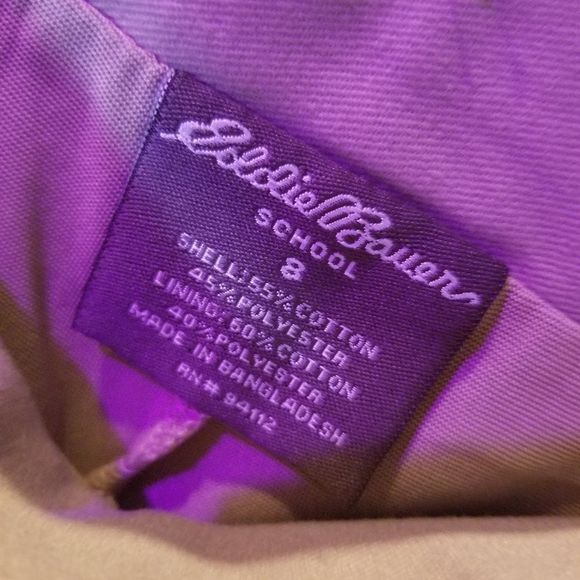 Eddie Bauer
SCHOOL
8
SHELL: 55% COTTON
45% POLYESTER
LINING: 60% COTTON
40% POLYESTER
MADE IN BANGLADESH
RN# 94112